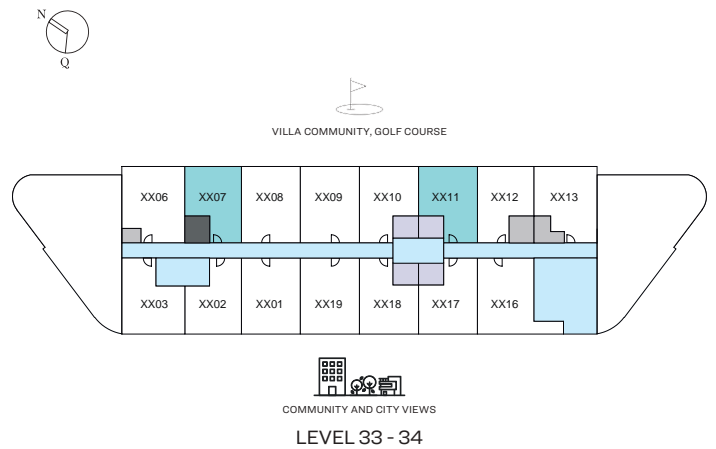 N
Q
VILLA COMMUNITY, GOLF COURSE
XX06 XX07 XX08 XX09 XX10 XX11 XX12 XX13
XX03 XX02 XX01 XX19 XX18 XX17 XX16
COMMUNITY AND CITY VIEWS
LEVEL 33 - 34